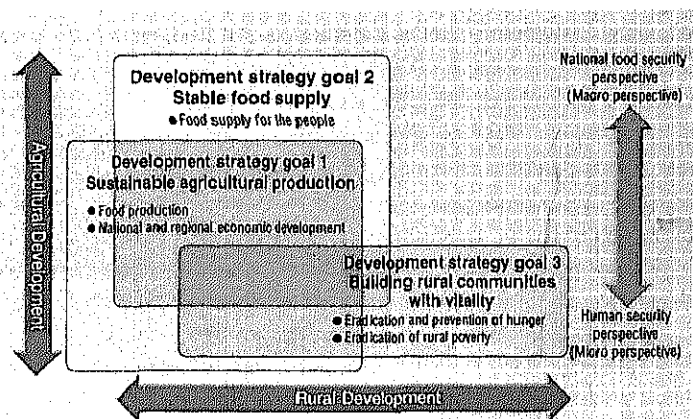 Development strategy goal 2
Stable food supply
● Food supply for the people
Development strategy goal 1
Sustainable agricultural production
● Food production
● National and regional economic development
Development strategy goal 3
Building rural communities
with vitality
● Eradication and prevention of hunger
● Eradication of rural poverty
National food security
perspective
(Macro perspective)
Human security
perspective
(Micro perspective)
Agricultural Development
Rural Development